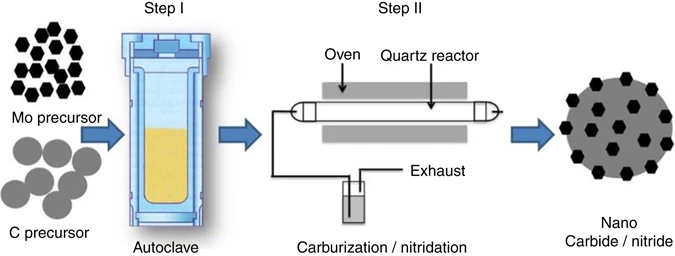 Step I
Step II
Mo precursor
C precursor
Autoclave
Oven
Quartz reactor
Exhaust
Carburization / nitridation
Nano
Carbide / nitride